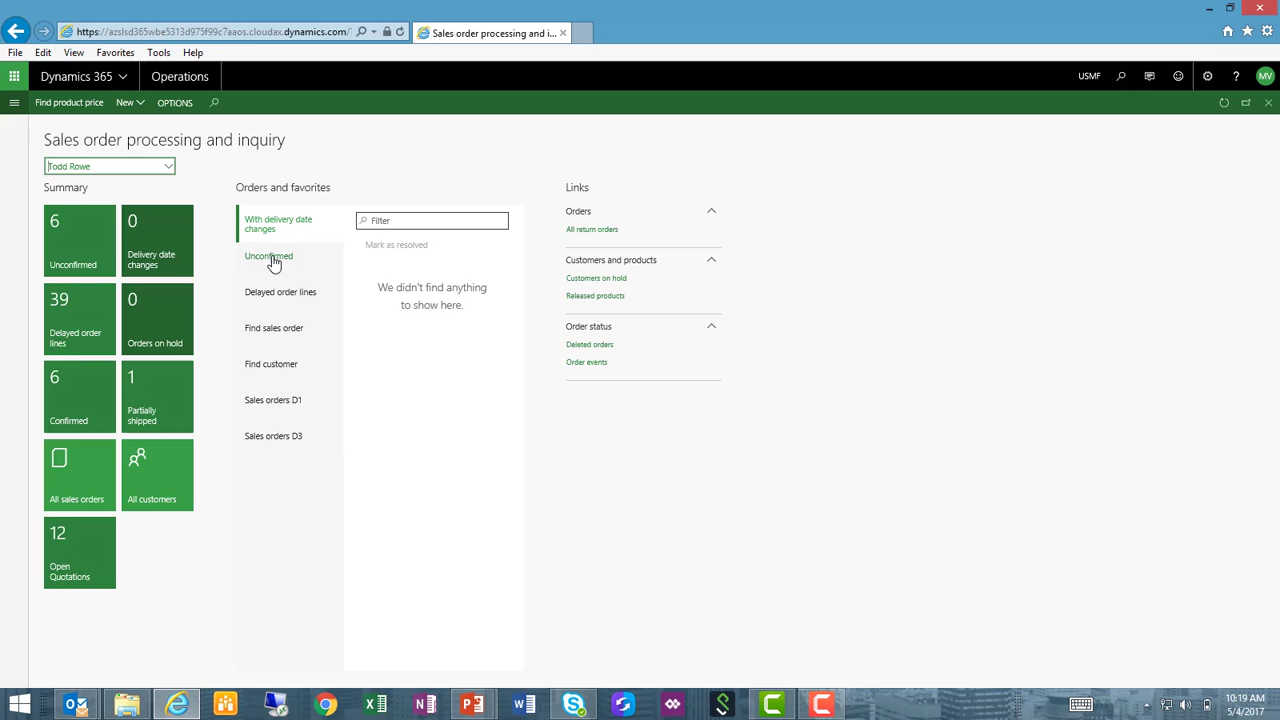 https://azslsd365wbe5313d975f99c7aaos.cloudax.dynamics.com/
Sales order processing and i...
File Edit View Favorites Tools Help
Dynamics 365 Operations USMF ? MV
Find product price New OPTIONS
Sales order processing and inquiry
Todd Rowe
Summary
6
Unconfirmed
0
Delivery date
changes
39
Delayed order
lines
0
Orders on hold
6
Confirmed
1
Partially
shipped
All sales orders
All customers
12
Open
Quotations
Orders and favorites
With delivery date
changes
Unconfirmed
Delayed order lines
Find sales order
Find customer
Sales orders D1
Sales orders D3
Filter
Mark as resolved
We didn't find anything
to show here.
Links
Orders
All return orders
Customers and products
Customers on hold
Released products
Order status
Deleted orders
Order events
10:19 AM
5/4/2017